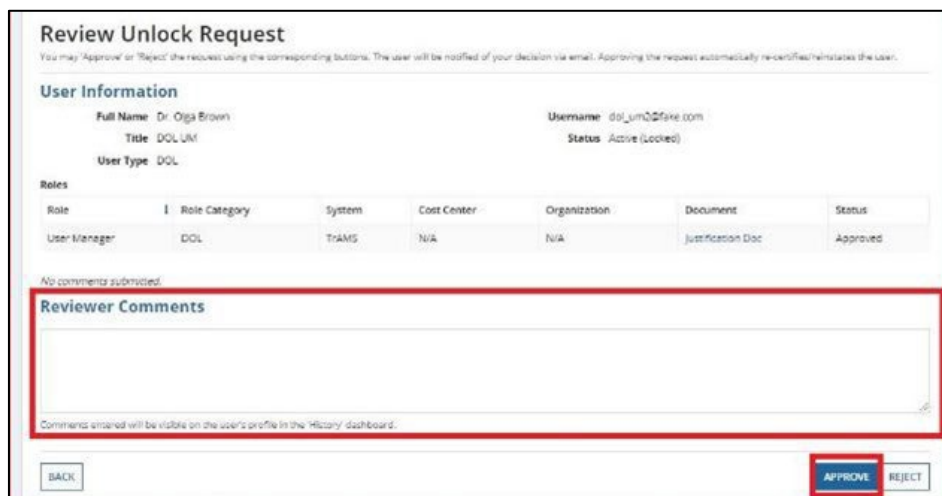 Review Unlock Request
You may 'Approve' or 'Reject' the request using the corresponding buttons. The user will be notified of your decision via email. Approving the request automatically re-certifies/reinstates the user.
User Information
Full Name Dr. Olga Brown Username dol_um2@fake.com
Title DOL UM Status Active (Locked)
User Type DOL
Roles
Role Role Category System Cost Center Organization Document Status
User Manager DOL TrAMS N/A N/A Justification Doc Approved
No comments submitted.
Reviewer Comments
Comments entered will be visible on the user's profile in the 'History' dashboard.
BACK APPROVE REJECT